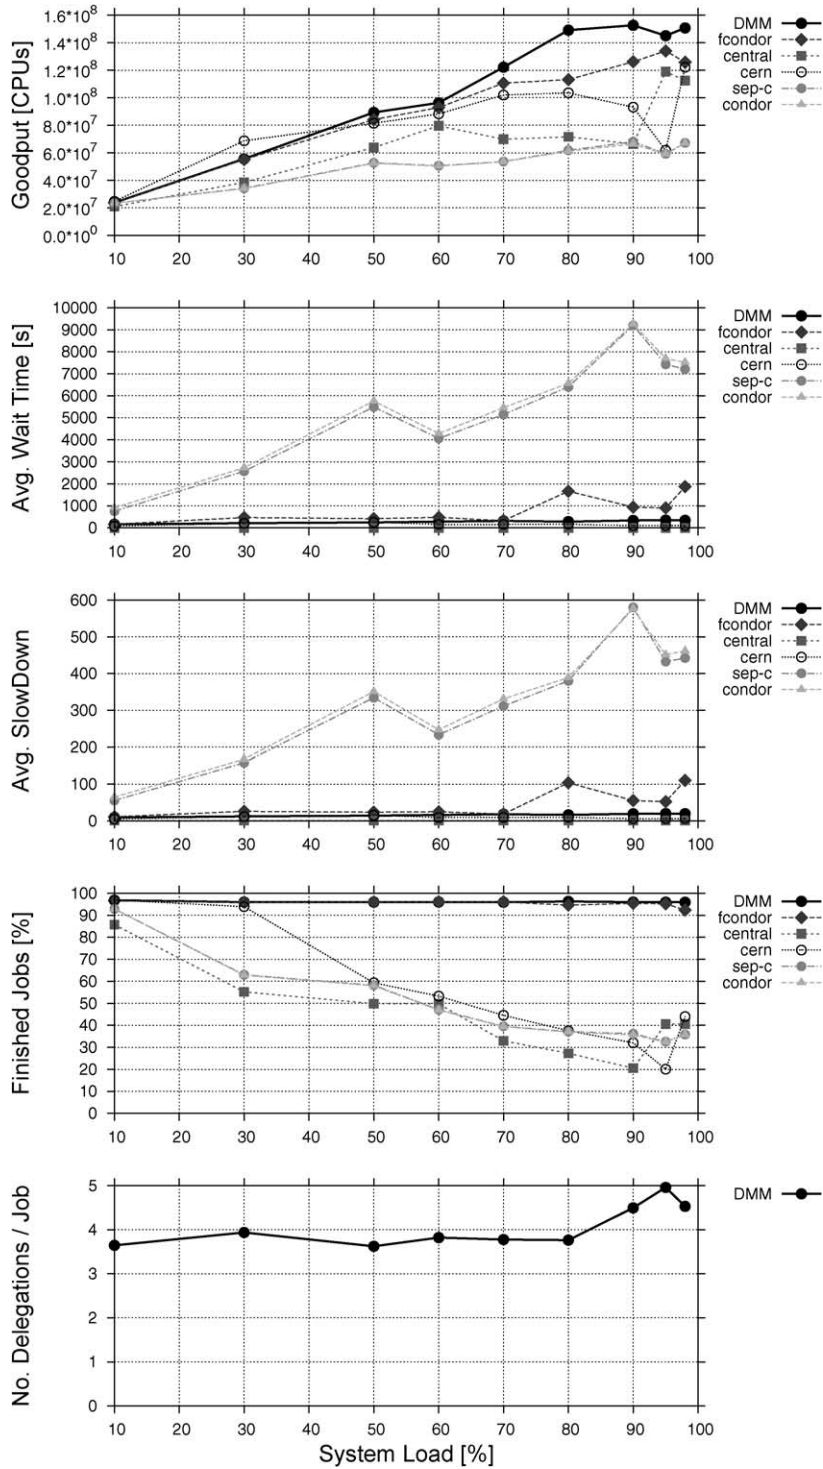 Goodput [CPUs]
1.6*10^8
1.4*10^8
1.2*10^8
1.0*10^8
8.0*10^7
6.0*10^7
4.0*10^7
2.0*10^7
0.0*10^0
10 20 30 40 50 60 70 80 90 100
DMM
fcondor
central
cern
sep-c
condor
Avg. Wait Time [s]
10000
9000
8000
7000
6000
5000
4000
3000
2000
1000
0
10 20 30 40 50 60 70 80 90 100
DMM
fcondor
central
cern
sep-c
condor
Avg. SlowDown
600
500
400
300
200
100
0
10 20 30 40 50 60 70 80 90 100
DMM
fcondor
central
cern
sep-c
condor
Finished Jobs [%]
100
90
80
70
60
50
40
30
20
10
0
10 20 30 40 50 60 70 80 90 100
DMM
fcondor
central
cern
sep-c
condor
No. Delegations / Job
5
4
3
2
1
0
10 20 30 40 50 60 70 80 90 100
DMM
System Load [%]